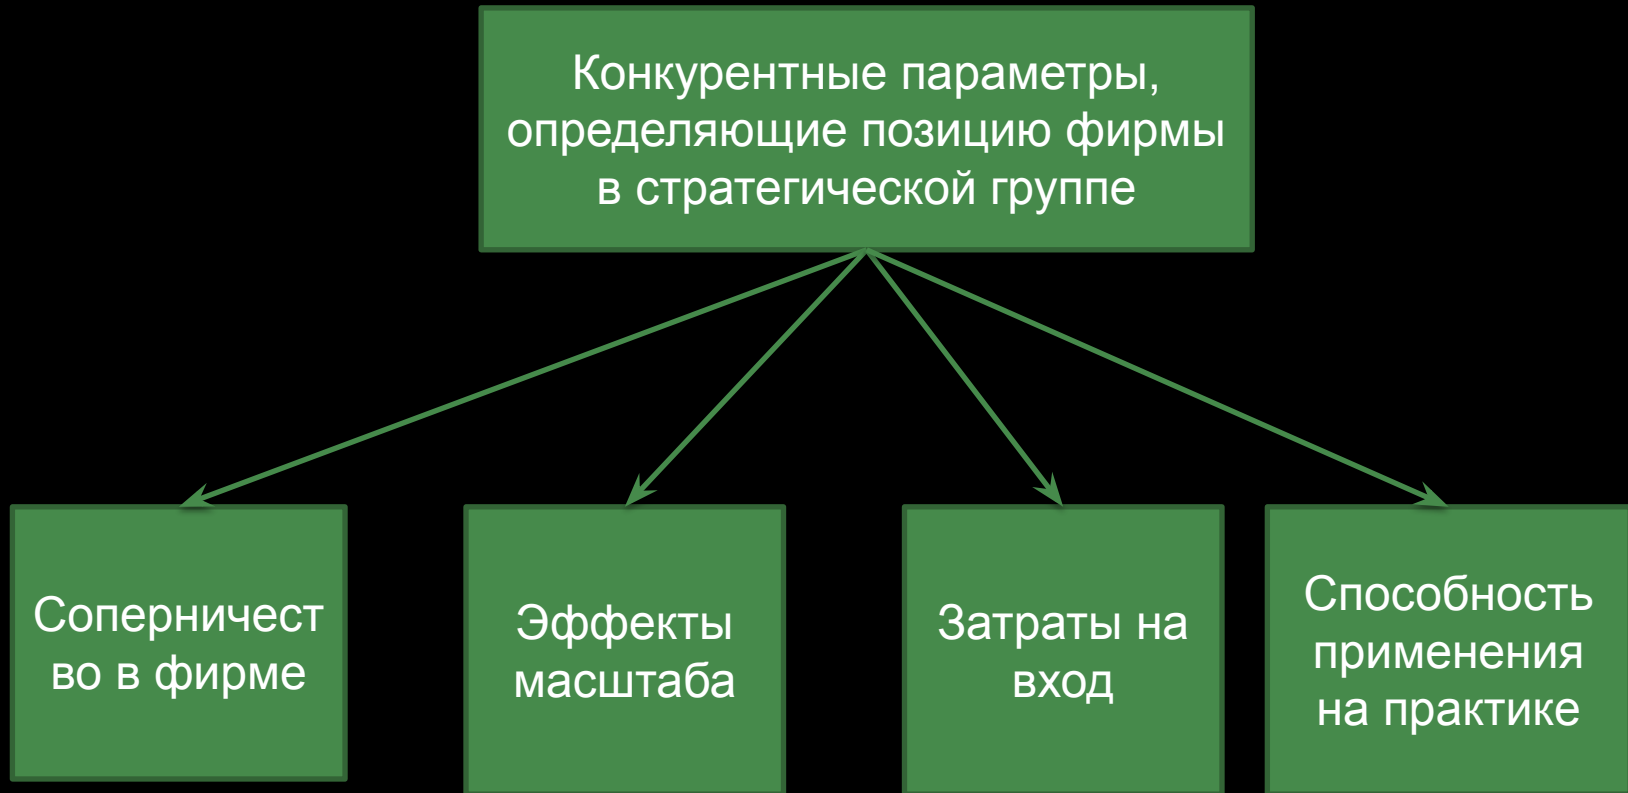 Конкурентные параметры,
определяющие позицию фирмы
в стратегической группе
Соперничест
во в фирме
Эффекты
масштаба
Затраты на
вход
Способность
применения
на практике